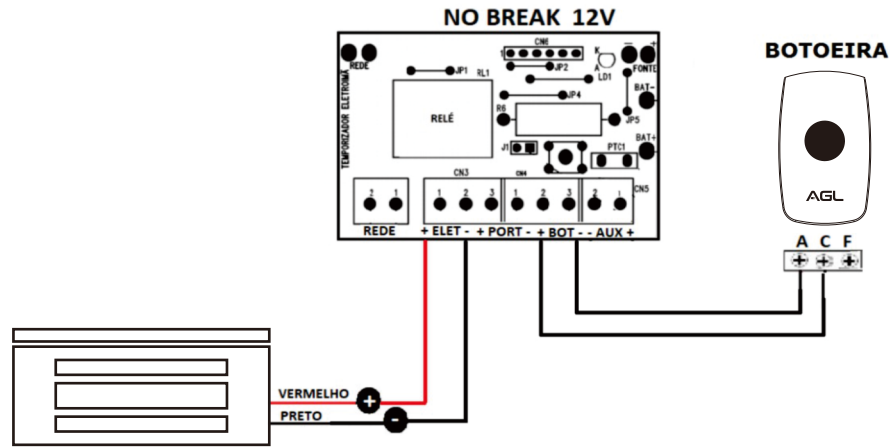 NO BREAK 12V
BOTOEIRA
REDE
JP1
RL1
1
CN6
JP2
K
A
LD1
- +
FONTE
TEMPORIZADOR ELETROIMÃ
RELÉ
JP4
R6
JP5
BAT-
BAT+
J1
PTC1
CN3
CN4
CN5
2 1
1 2 3
1 2 3
2 1
REDE
+ ELET - + PORT - + BOT - - AUX +
AGL
A C F
VERMELHO +
PRETO -